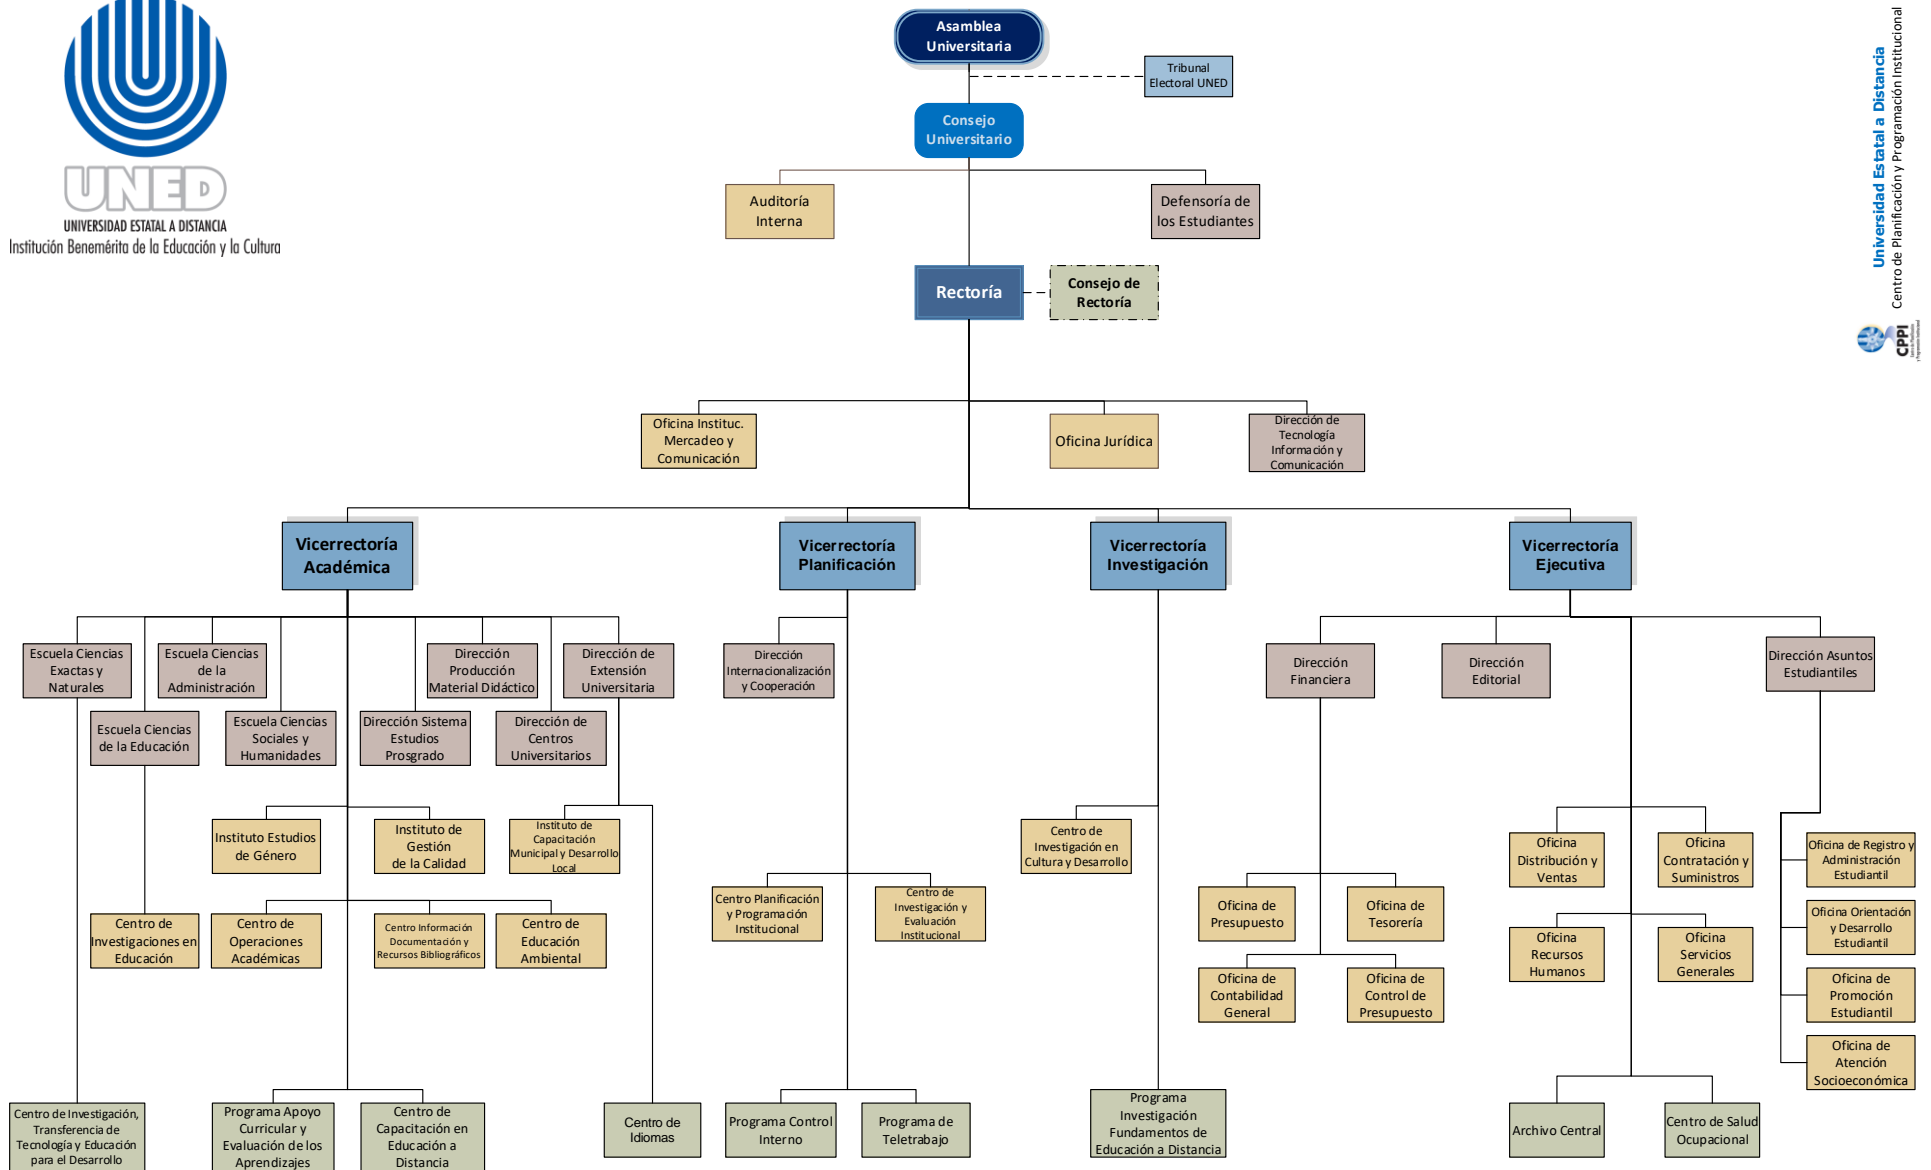 UNED
UNIVERSIDAD ESTATAL A DISTANCIA
Institución Benemérita de la Educación y la Cultura
Asamblea
Universitaria
Tribunal
Electoral UNED
Consejo
Universitario
Auditoría
Interna
Defensoría de
los Estudiantes
Rectoría
Consejo de
Rectoría
Universidad Estatal a Distancia
Centro de Planificación y Programación Institucional
CPPI
Oficina Instituc.
Mercadeo y
Comunicación
Oficina Jurídica
Dirección de
Tecnología
Información y
Comunicación
Vicerrectoría
Académica
Vicerrectoría
Planificación
Vicerrectoría
Investigación
Vicerrectoría
Ejecutiva
Escuela Ciencias
Exactas y
Naturales
Escuela Ciencias
de la
Administración
Dirección
Producción
Material Didáctico
Dirección de
Extensión
Universitaria
Dirección
Internacionalización
y Cooperación
Dirección
Financiera
Dirección
Editorial
Dirección Asuntos
Estudiantiles
Escuela Ciencias
de la Educación
Escuela Ciencias
Sociales y
Humanidades
Dirección Sistema
Estudios
Prosgrado
Dirección de
Centros
Universitarios
Instituto Estudios
de Género
Instituto de
Gestión
de la Calidad
Instituto de
Capacitación
Municipal y Desarrollo
Local
Centro de
Investigación en
Cultura y Desarrollo
Oficina
Distribución y
Ventas
Oficina
Contratación y
Suministros
Oficina de Registro y
Administración
Estudiantil
Centro de
Investigaciones en
Educación
Centro de
Operaciones
Académicas
Centro Información
Documentación y
Recursos Bibliográficos
Centro de
Educación
Ambiental
Centro Planificación
y Programación
Institucional
Centro de
Investigación y
Evaluación
Institucional
Oficina de
Presupuesto
Oficina de
Tesorería
Oficina
Recursos
Humanos
Oficina
Servicios
Generales
Oficina Orientación
y Desarrollo
Estudiantil
Oficina de
Contabilidad
General
Oficina de
Control de
Presupuesto
Oficina de
Promoción
Estudiantil
Oficina de
Atención
Socioeconómica
Centro de Investigación,
Transferencia de
Tecnología y Educación
para el Desarrollo
Programa Apoyo
Curricular y
Evaluación de los
Aprendizajes
Centro de
Capacitación en
Educación a
Distancia
Centro de
Idiomas
Programa Control
Interno
Programa de
Teletrabajo
Programa
Investigación
Fundamentos de
Educación a Distancia
Archivo Central
Centro de Salud
Ocupacional